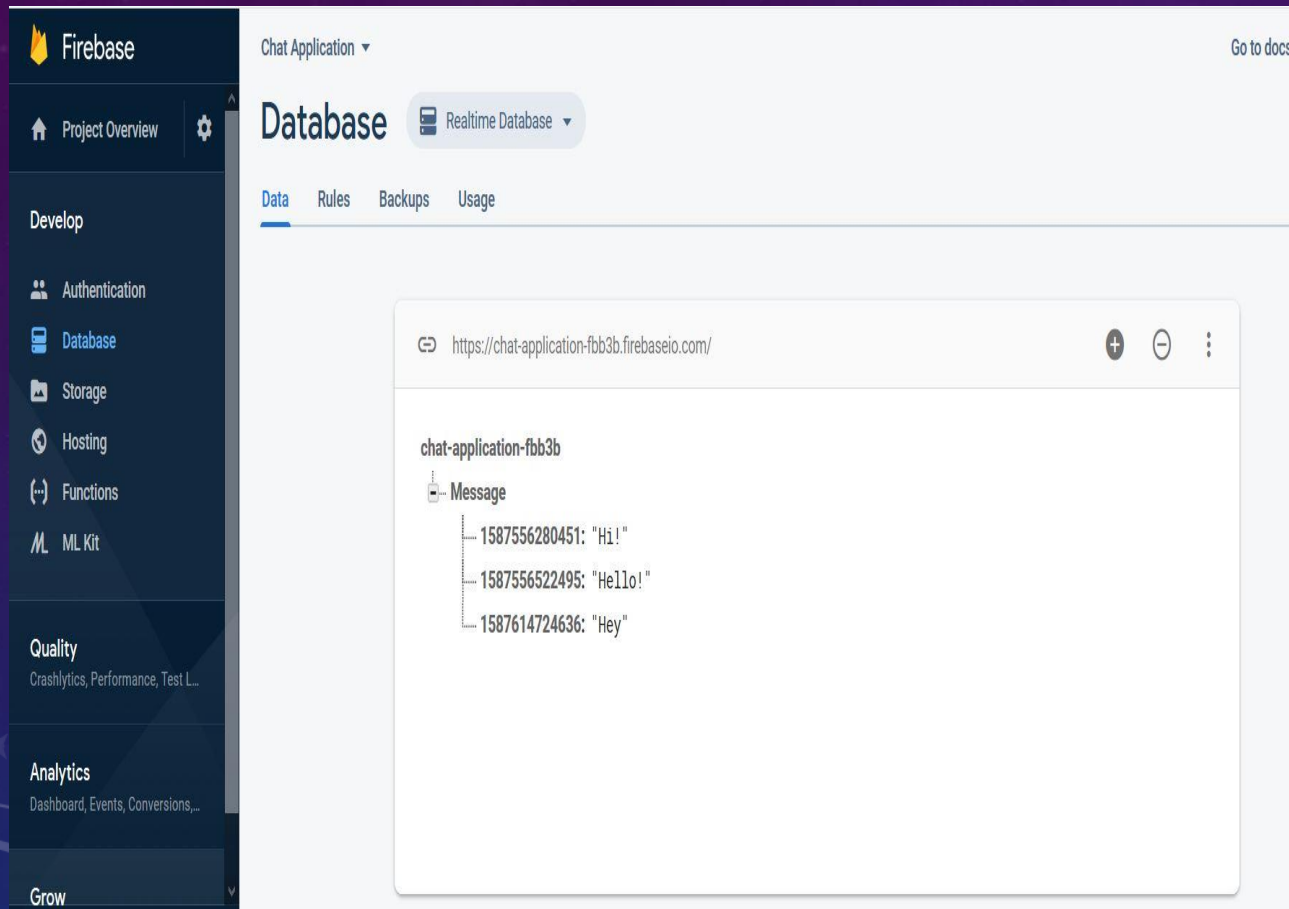 Firebase
Project Overview
Develop
Authentication
Database
Storage
Hosting
Functions
ML Kit
Quality
Crashlytics, Performance, Test L...
Analytics
Dashboard, Events, Conversions,...
Grow
Chat Application
Go to docs
Database
Realtime Database
Data Rules Backups Usage
https://chat-application-fbb3b.firebaseio.com/
chat-application-fbb3b
Message
1587556280451: "Hi!"
1587556522495: "Hello!"
1587614724636: "Hey"